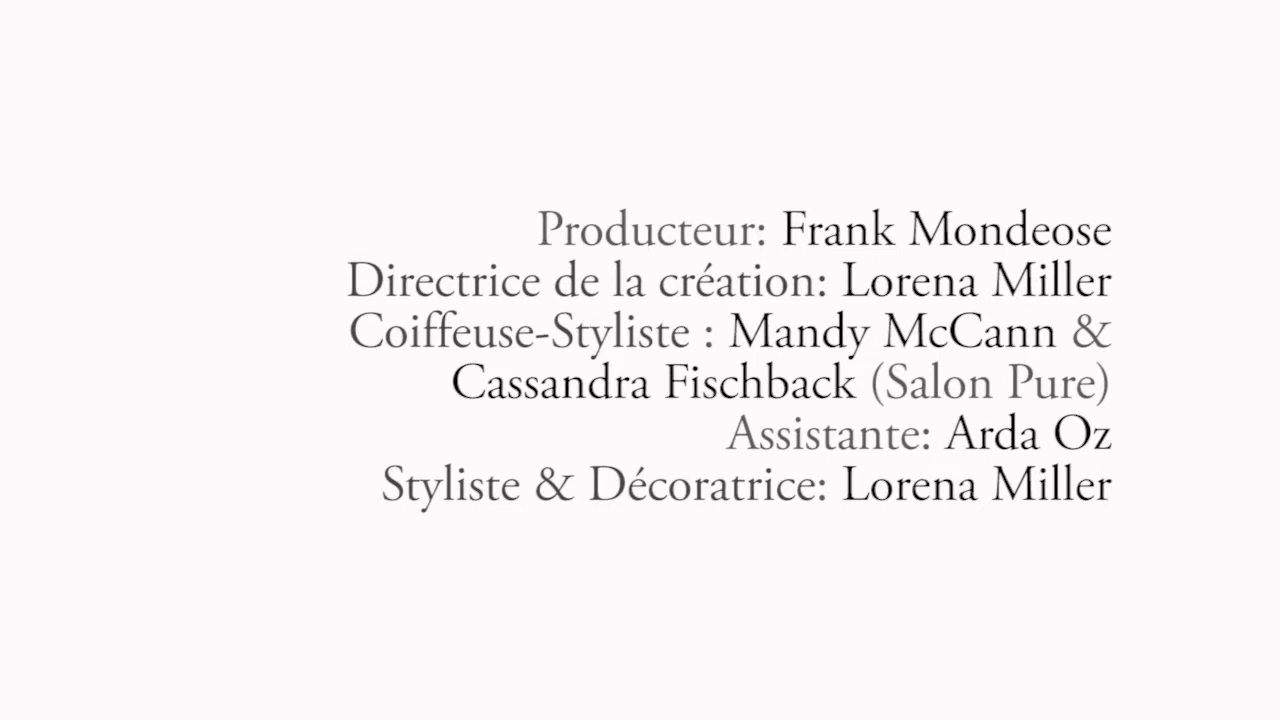 Producteur: Frank Mondeose
Directrice de la création: Lorena Miller
Coiffeuse-Styliste : Mandy McCann &
Cassandra Fischback (Salon Pure)
Assistante: Arda Oz
Styliste & Décoratrice: Lorena Miller